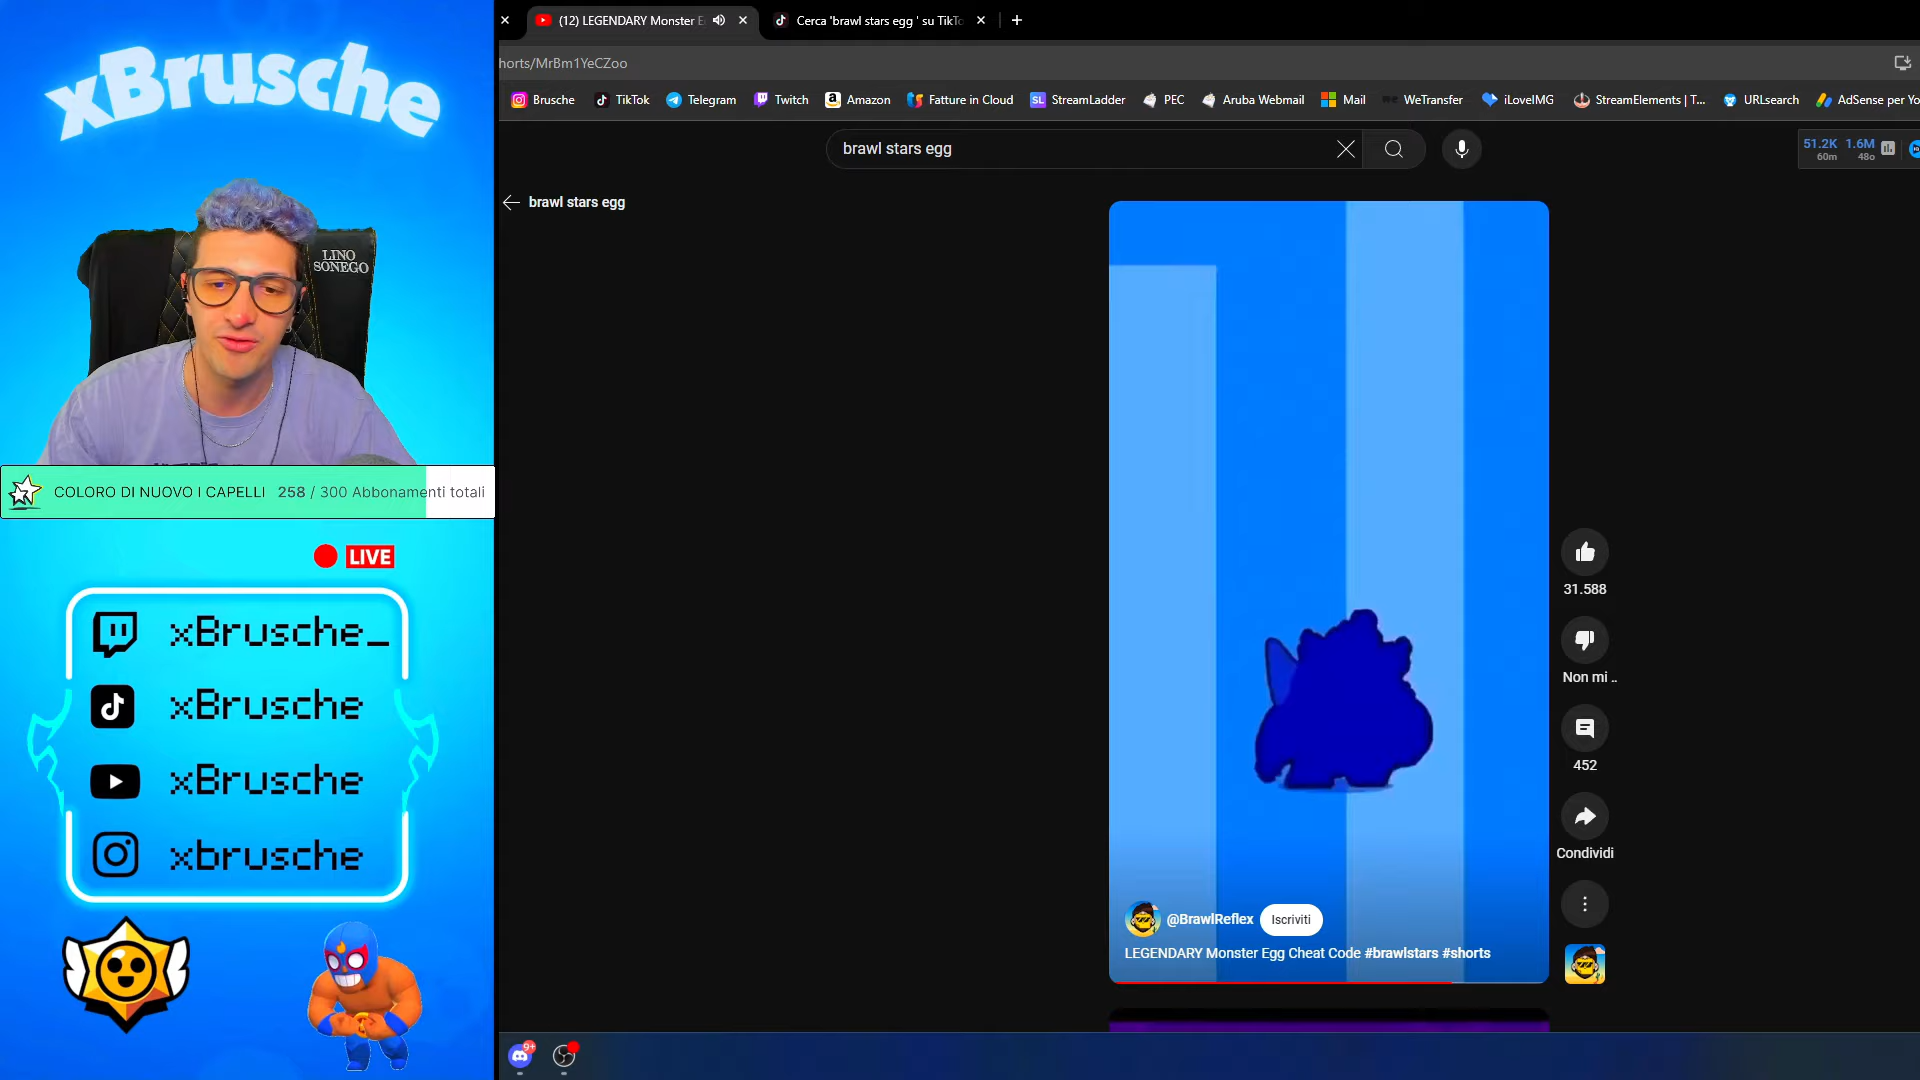 xBrusche
LINO
SONEGO
COLORO DI NUOVO I CAPELLI 258 / 300 Abbonamenti totali
LIVE
xBrusche_
xBrusche
xBrusche
xbrusche
(12) LEGENDARY Monster E
Cerca 'brawl stars egg ' su TikTo
horts/MrBm1YeCZoo
Brusche TikTok Telegram Twitch Amazon Fatture in Cloud SL StreamLadder PEC Aruba Webmail Mail WeTransfer iLoveIMG StreamElements | T... URLsearch AdSense per Yo
brawl stars egg
51.2K 1.6M
60m 48o
brawl stars egg
31.588
Non mi ..
452
Condividi
@BrawlReflex Iscriviti
LEGENDARY Monster Egg Cheat Code #brawlstars #shorts
9+